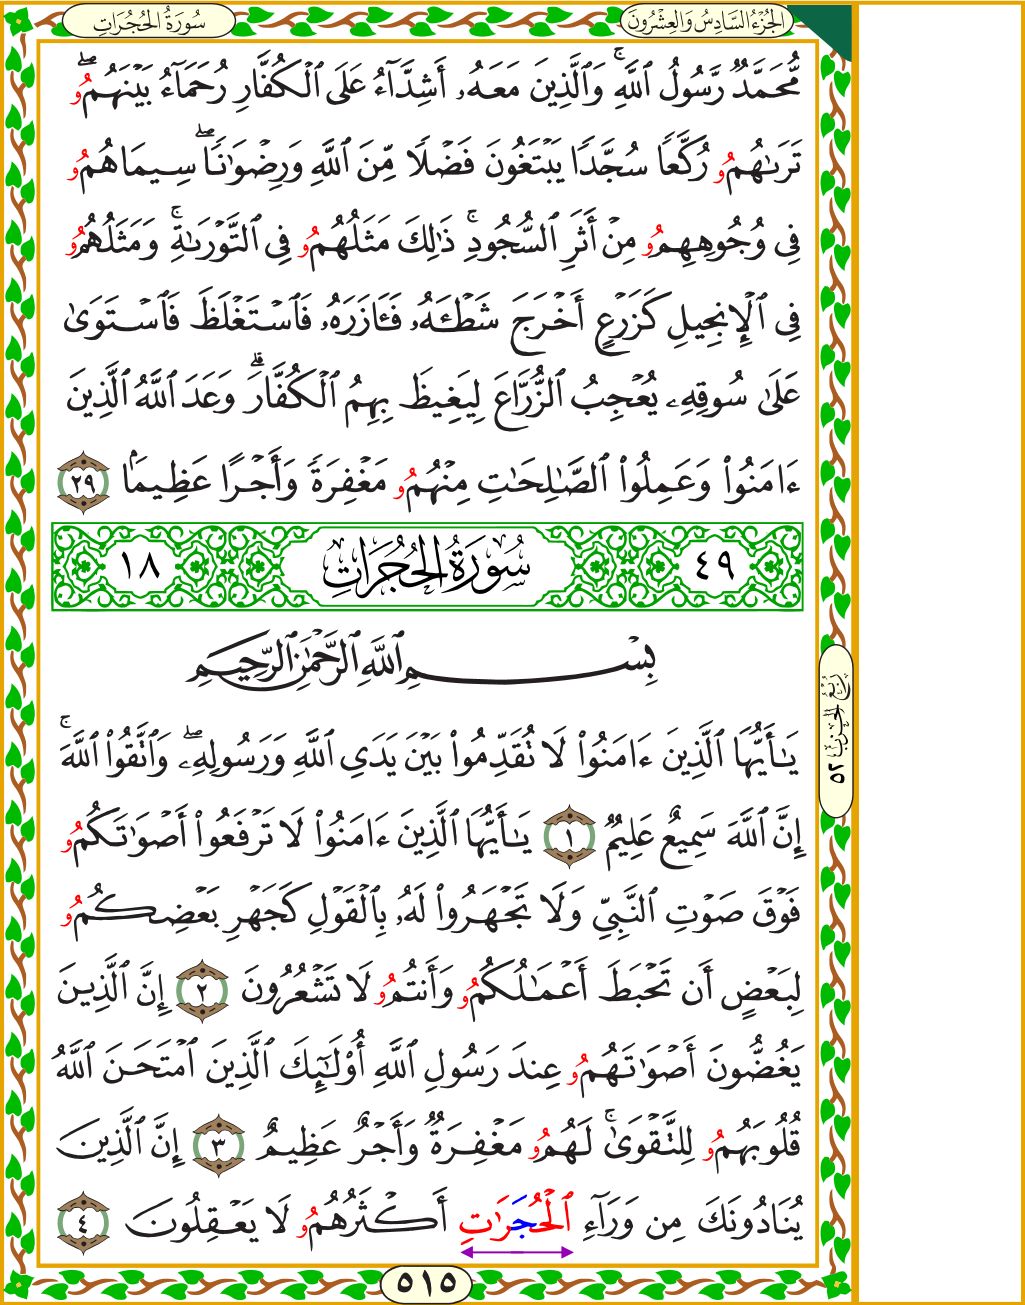 سُورَةُ الحُجُرَاتِ
الجُزْءُ السَّادِسُ وَالعِشْرُونَ
مُّحَمَّدٌ رَّسُولُ ٱللَّهِۚ وَٱلَّذِينَ مَعَهُۥ أَشِدَّآءُ عَلَى ٱلْكُفَّارِ رُحَمَآءُ بَيْنَهُمُۥۖ
تَرَىٰهُمُۥ رُكَّعًا سُجَّدًا يَبْتَغُونَ فَضْلًا مِّنَ ٱللَّهِ وَرِضْوَٰنًاۖ سِيمَاهُمُۥ
فِى وُجُوهِهِمُۥ مِنْ أَثَرِ ٱلسُّجُودِۚ ذَٰلِكَ مَثَلُهُمُۥ فِى ٱلتَّوْرَىٰةِۚ وَمَثَلُهُمُۥ
فِى ٱلْإِنجِيلِ كَزَرْعٍ أَخْرَجَ شَطْـَٔهُۥ فَـَٔازَرَهُۥ فَٱسْتَغْلَظَ فَٱسْتَوَىٰ
عَلَىٰ سُوقِهِۦ يُعْجِبُ ٱلزُّرَّاعَ لِيَغِيظَ بِهِمُ ٱلْكُفَّارَۗ وَعَدَ ٱللَّهُ ٱلَّذِينَ
ءَامَنُوا۟ وَعَمِلُوا۟ ٱلصَّٰلِحَٰتِ مِنْهُمُۥ مَغْفِرَةً وَأَجْرًا عَظِيمًۢا ٢٩
٤٩ سُورَةُ الحُجُرَاتِ ١٨
بِسْمِ ٱللَّهِ ٱلرَّحْمَٰنِ ٱلرَّحِيمِ
يَٰٓأَيُّهَا ٱلَّذِينَ ءَامَنُوا۟ لَا تُقَدِّمُوا۟ بَيْنَ يَدَىِ ٱللَّهِ وَرَسُولِهِۦۖ وَٱتَّقُوا۟ ٱللَّهَۚ
إِنَّ ٱللَّهَ سَمِيعٌ عَلِيمٌ ١ يَٰٓأَيُّهَا ٱلَّذِينَ ءَامَنُوا۟ لَا تَرْفَعُوٓا۟ أَصْوَٰتَكُمُۥ
فَوْقَ صَوْتِ ٱلنَّبِىِّ وَلَا تَجْهَرُوا۟ لَهُۥ بِٱلْقَوْلِ كَجَهْرِ بَعْضِكُمُۥ
لِبَعْضٍ أَن تَحْبَطَ أَعْمَٰلُكُمُۥ وَأَنتُمُۥ لَا تَشْعُرُونَ ٢ إِنَّ ٱلَّذِينَ
يَغُضُّونَ أَصْوَٰتَهُمُۥ عِندَ رَسُولِ ٱللَّهِ أُو۟لَٰٓئِكَ ٱلَّذِينَ ٱمْتَحَنَ ٱللَّهُ
قُلُوبَهُمُۥ لِلتَّقْوَىٰۚ لَهُمُۥ مَغْفِرَةٌ وَأَجْرٌ عَظِيمٌ ٣ إِنَّ ٱلَّذِينَ
يُنَادُونَكَ مِن وَرَآءِ ٱلْحُجَرَٰتِ أَكْثَرُهُمُۥ لَا يَعْقِلُونَ ٤
رُبْعُ الحِزْبِ ٥٢
٥١٥